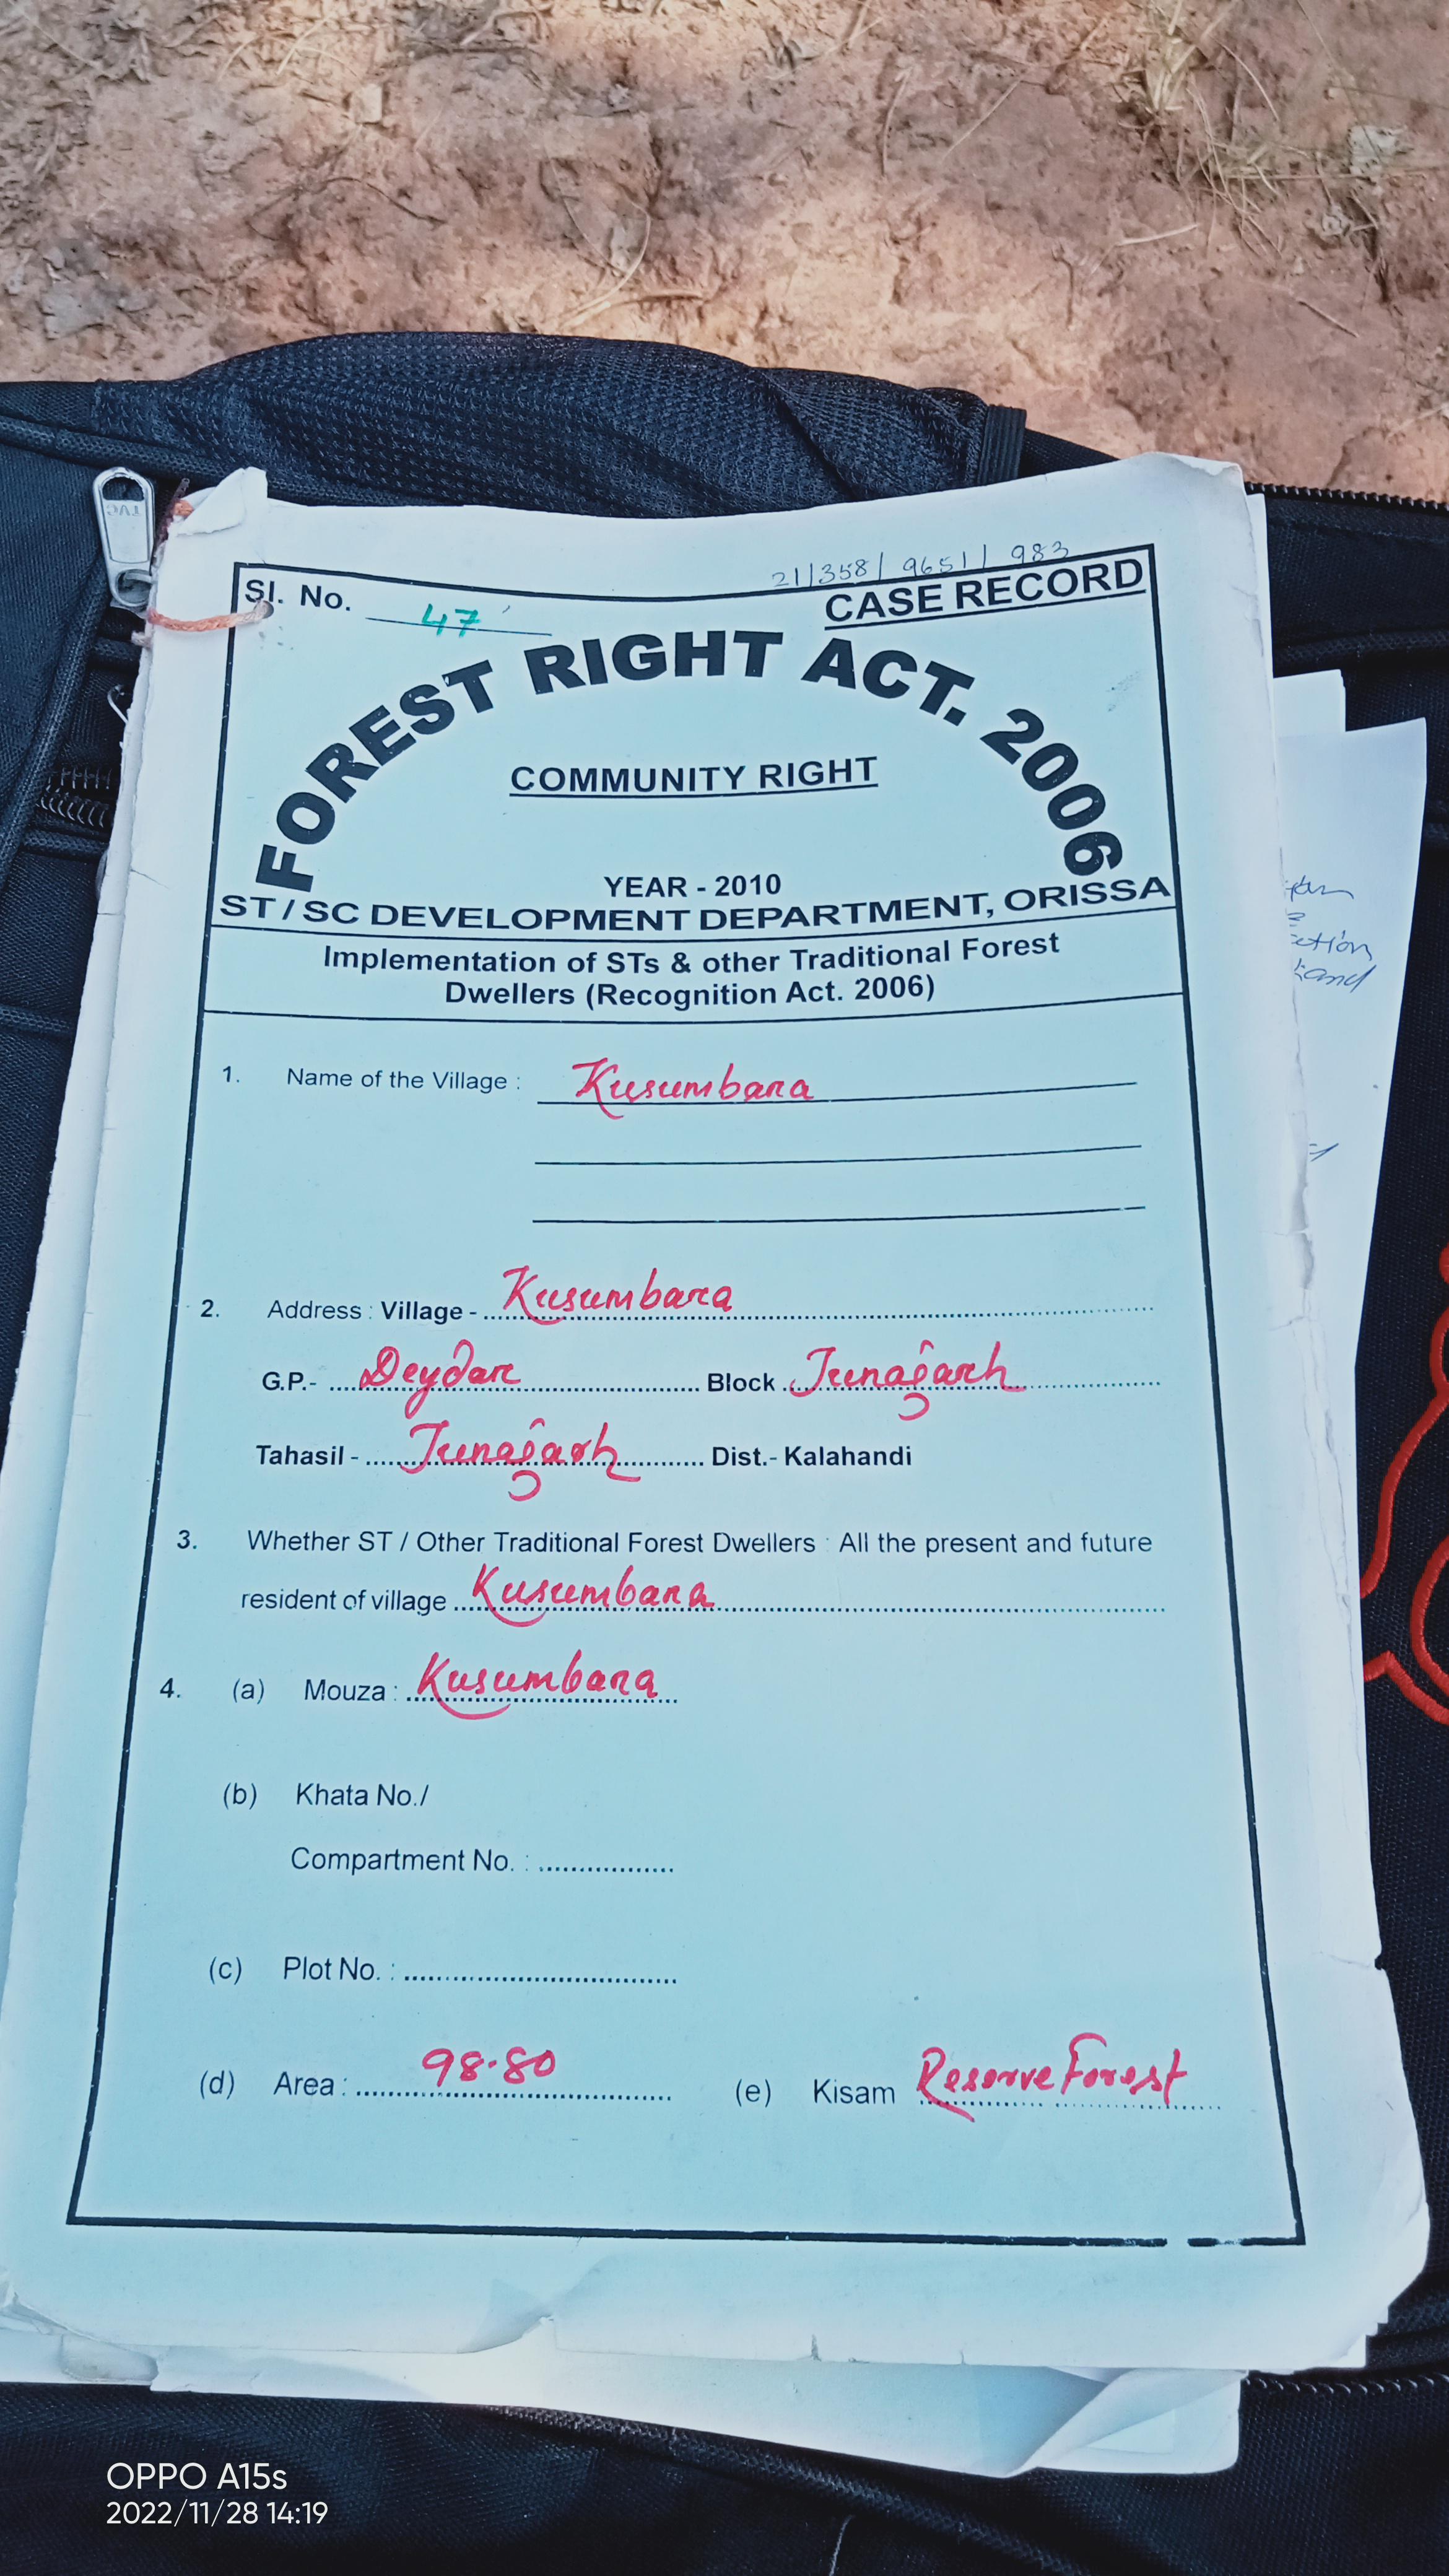 21/358/ 9651/ 983
Sl. No. 47
CASE RECORD
FOREST RIGHT ACT. 2006
COMMUNITY RIGHT
YEAR - 2010
ST / SC DEVELOPMENT DEPARTMENT, ORISSA
Implementation of STs & other Traditional Forest
Dwellers (Recognition Act. 2006)
1. Name of the Village : Kusumbara
2. Address : Village - Kusumbara
G.P.- Deydar Block Junagarh
Tahasil - Junagarh Dist.- Kalahandi
3. Whether ST / Other Traditional Forest Dwellers : All the present and future
resident of village Kusumbara
4. (a) Mouza : Kusumbara
(b) Khata No./
Compartment No. :
(c) Plot No. :
(d) Area : 98.80 (e) Kisam Reserve Forest
OPPO A15s
2022/11/28 14:19